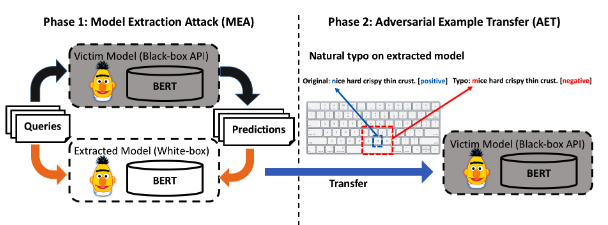 Phase 1: Model Extraction Attack (MEA)
Victim Model (Black-box API)
BERT
Queries
Predictions
Extracted Model (White-box)
BERT
Phase 2: Adversarial Example Transfer (AET)
Natural typo on extracted model
Original: nice hard crispy thin crust. [positive]
Typo: mice hard crispy thin crust. [negative]
Transfer
Victim Model (Black-box API)
BERT